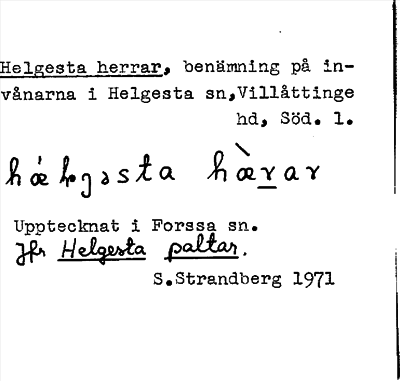 Helgesta herrar, benämning på in-
vånarna i Helgesta sn,Villåttinge
hd, Söd. l.
hærar
Upptecknat i Forssa sn.
Jfr Helgesta paltar.
S.Strandberg 1971